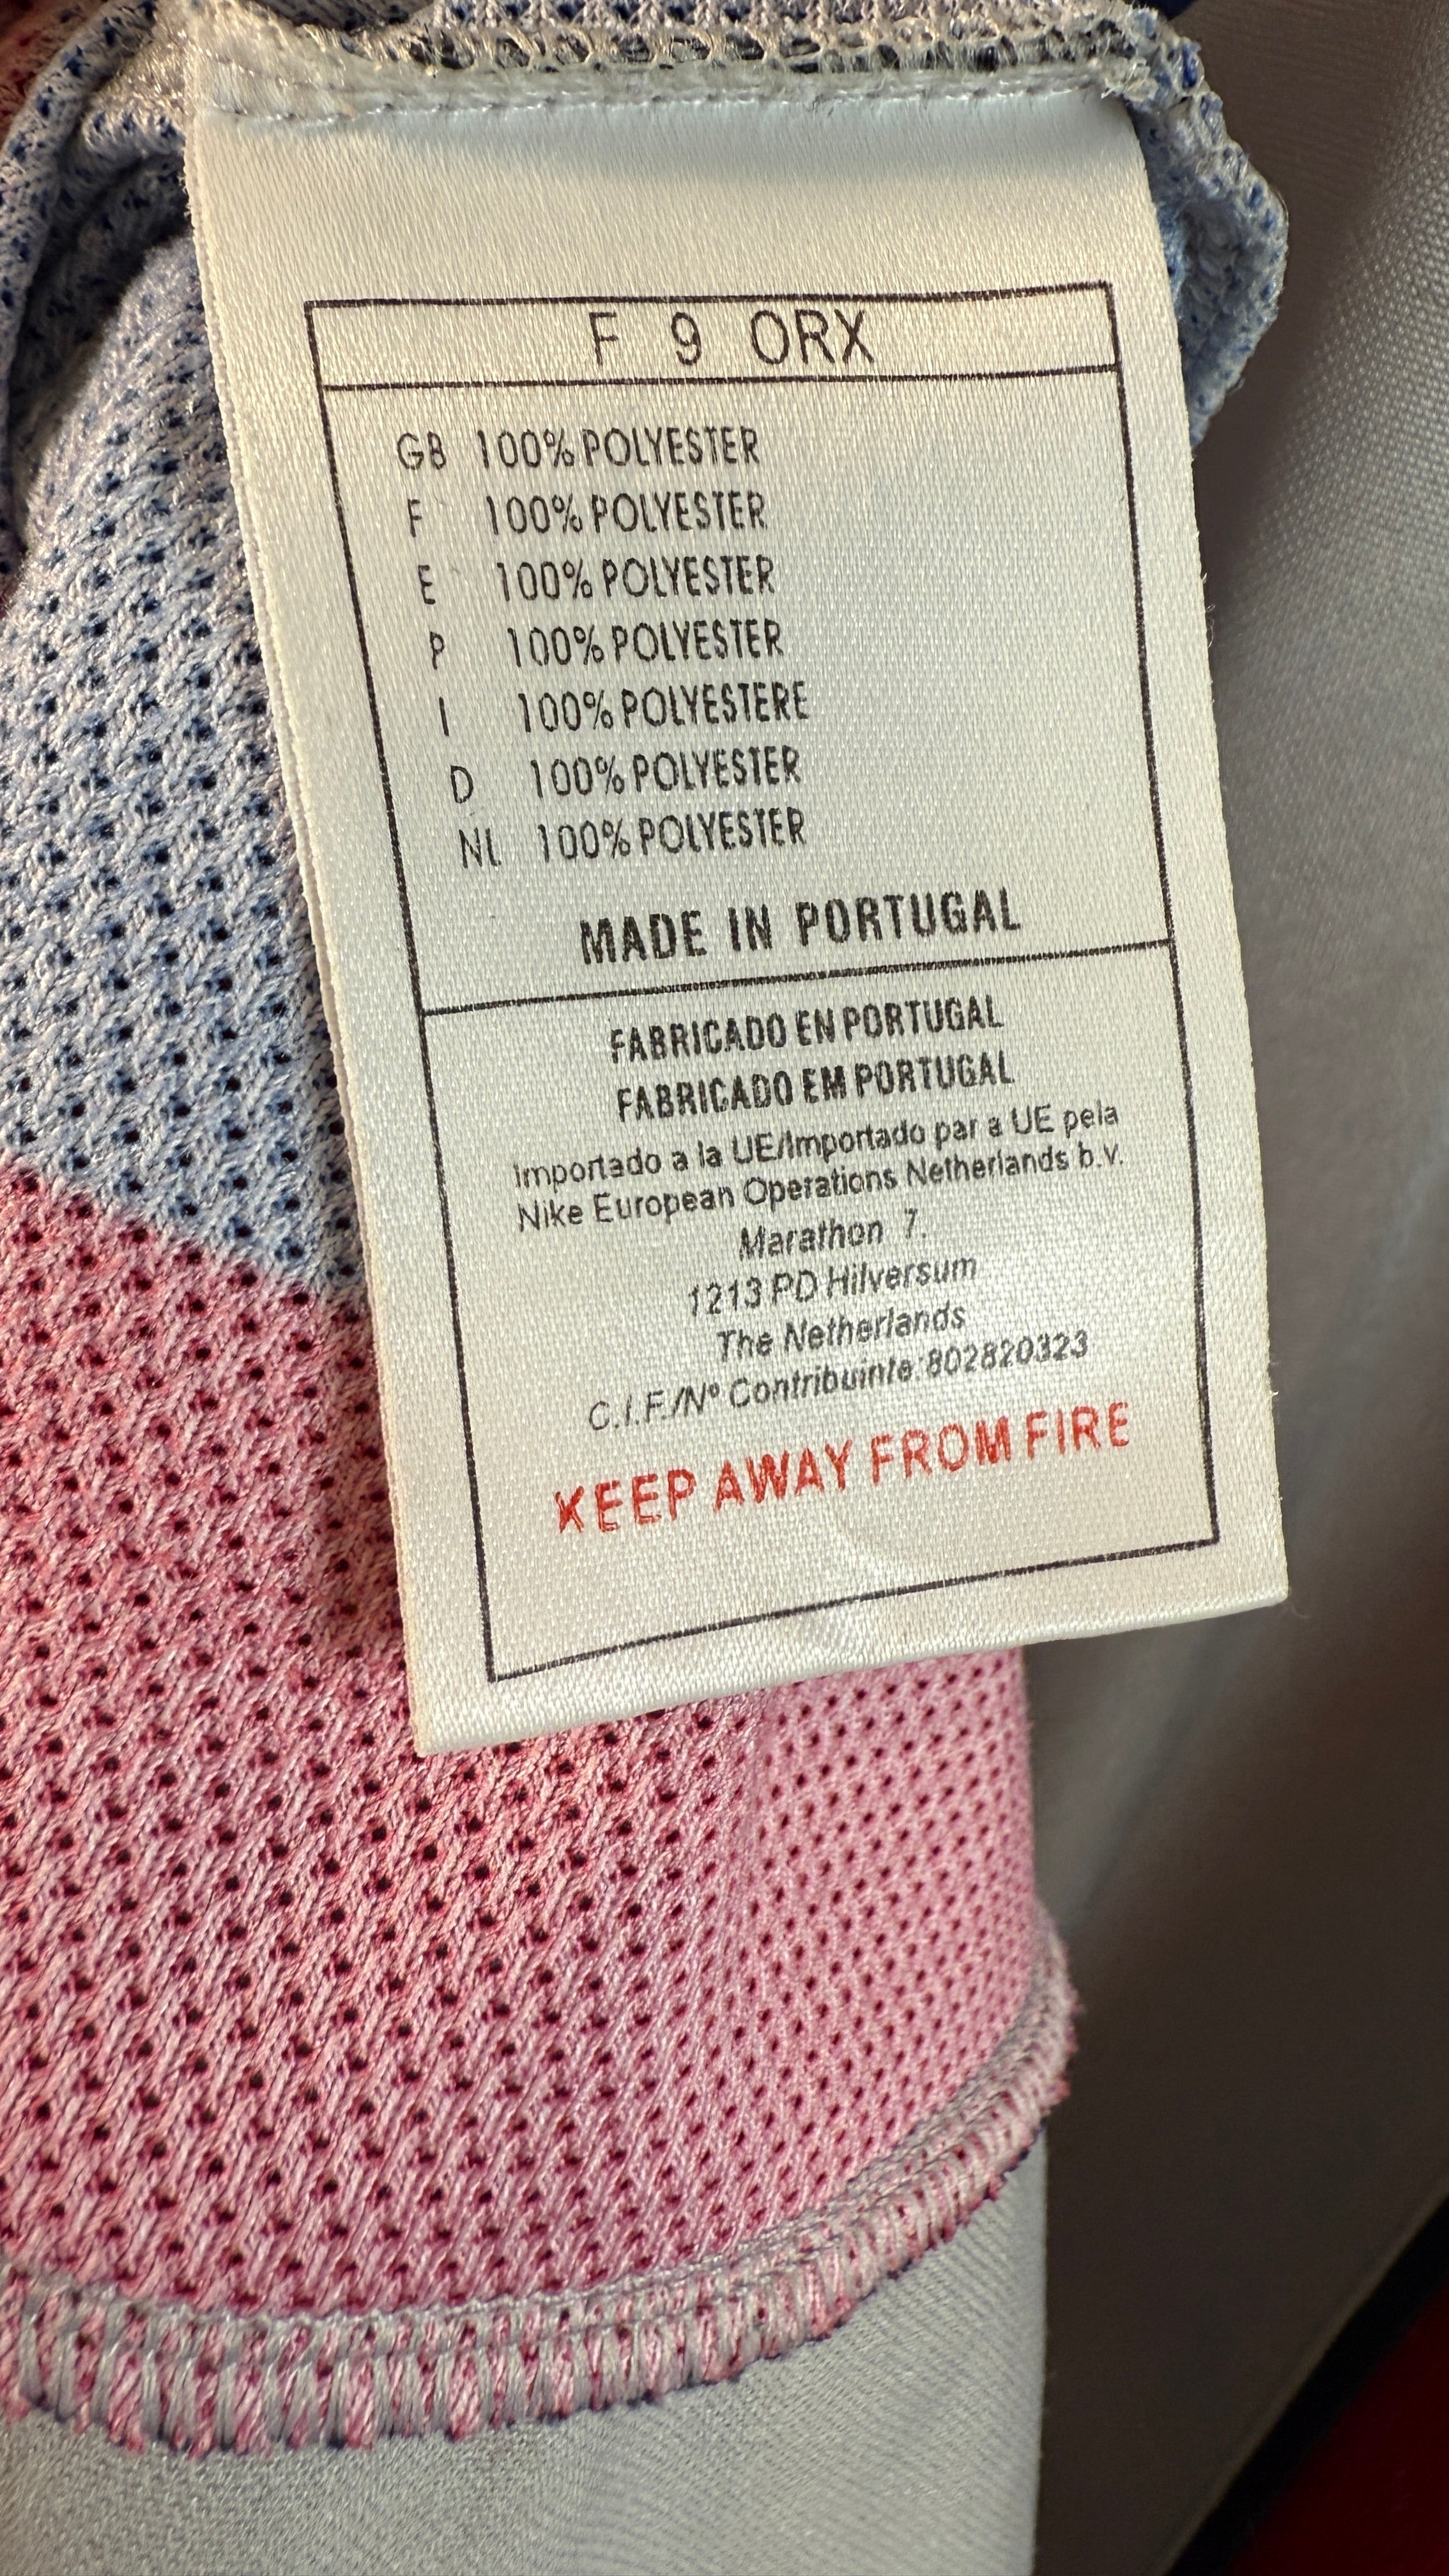 F 9 ORX
GB 100% POLYESTER
F 100% POLYESTER
E 100% POLYESTER
P 100% POLYESTER
I 100% POLYESTERE
D 100% POLYESTER
NL 100% POLYESTER
MADE IN PORTUGAL
FABRICADO EN PORTUGAL
FABRICADO EM PORTUGAL
Importado a la UE/Importado par a UE pela
Nike European Operations Netherlands b.v.
Marathon 7.
1213 PD Hilversum
The Netherlands
C.I.F./Nº Contribuinte:802820323
KEEP AWAY FROM FIRE